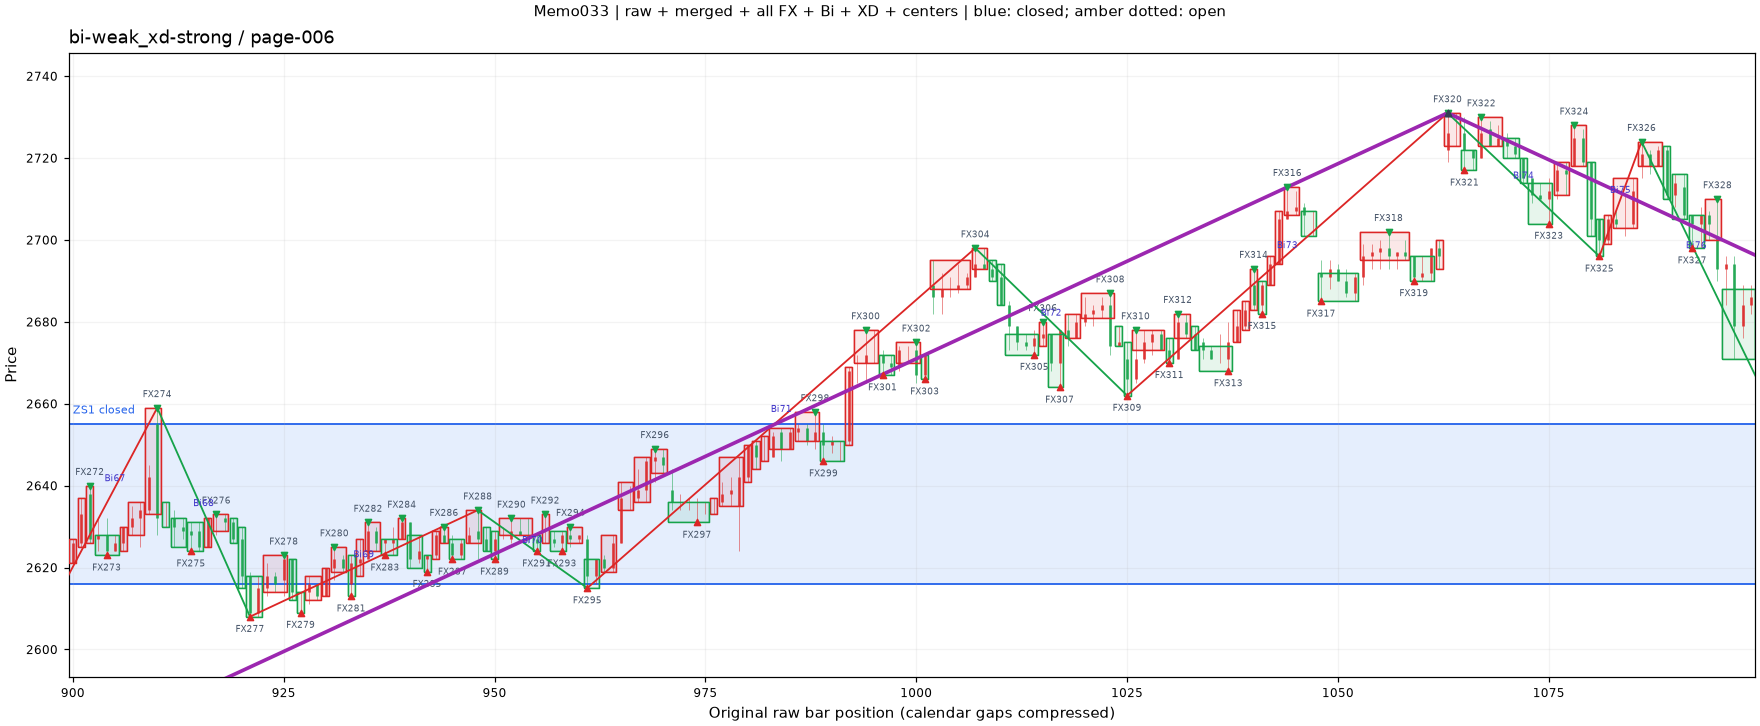 Memo033 | raw + merged + all FX + Bi + XD + centers | blue: closed; amber dotted: open
bi-weak_xd-strong / page-006
2740
2720
2700
2680
2660
2640
2620
2600
Price
900
925
950
975
1000
1025
1050
1075
Original raw bar position (calendar gaps compressed)
ZS1 closed
FX272
Bi67
FX273
FX274
FX275
Bi68
FX276
FX277
FX278
FX279
FX280
FX281
Bi69
FX282
FX283
FX284
FX286
FX288
FX289
FX290
FX291
FX292
FX293
FX294
FX295
FX296
FX297
Bi71
FX298
FX299
FX300
FX301
FX302
FX303
FX304
FX305
FX306
Bi72
FX307
FX308
FX309
FX310
FX311
FX312
FX313
FX314
FX315
Bi73
FX316
FX317
FX318
FX319
FX320
FX321
FX322
Bi74
FX323
FX324
FX325
Bi75
FX326
Bi76
FX327
FX328